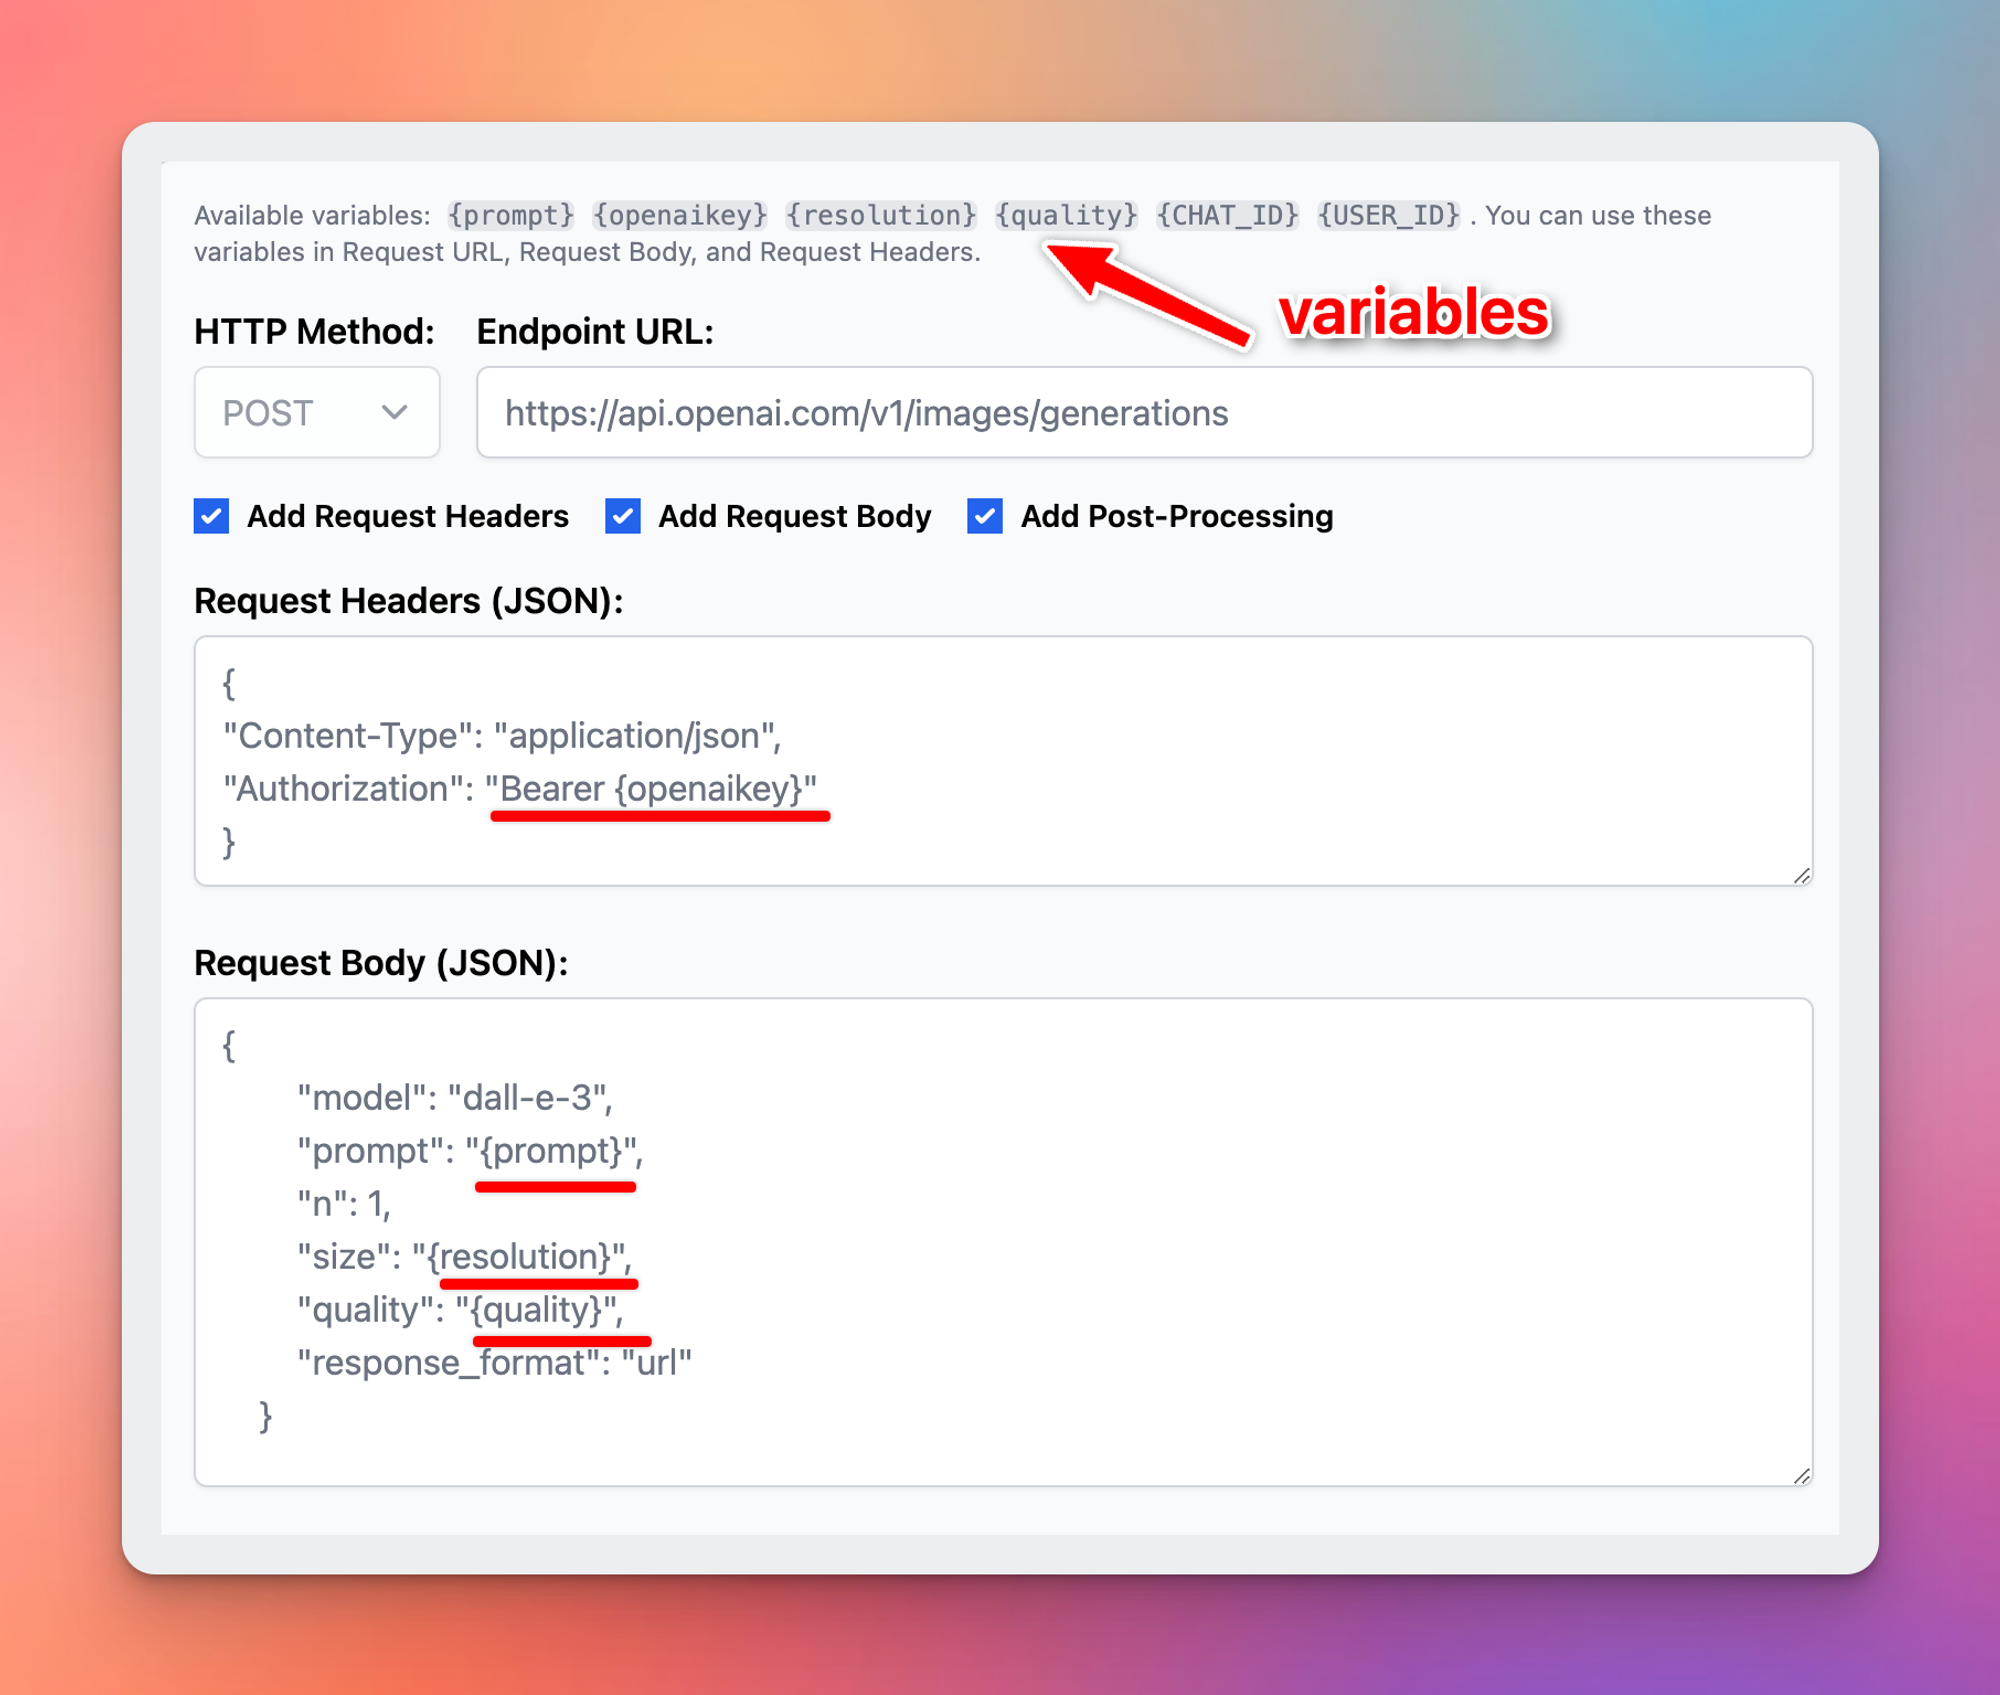 Available variables: {prompt} {openaikey} {resolution} {quality} {CHAT_ID} {USER_ID} . You can use these
variables in Request URL, Request Body, and Request Headers.
variables
HTTP Method: Endpoint URL:
POST https://api.openai.com/v1/images/generations
Add Request Headers Add Request Body Add Post-Processing
Request Headers (JSON):
{
"Content-Type": "application/json",
"Authorization": "Bearer {openaikey}"
}
Request Body (JSON):
{
"model": "dall-e-3",
"prompt": "{prompt}",
"n": 1,
"size": "{resolution}",
"quality": "{quality}",
"response_format": "url"
}